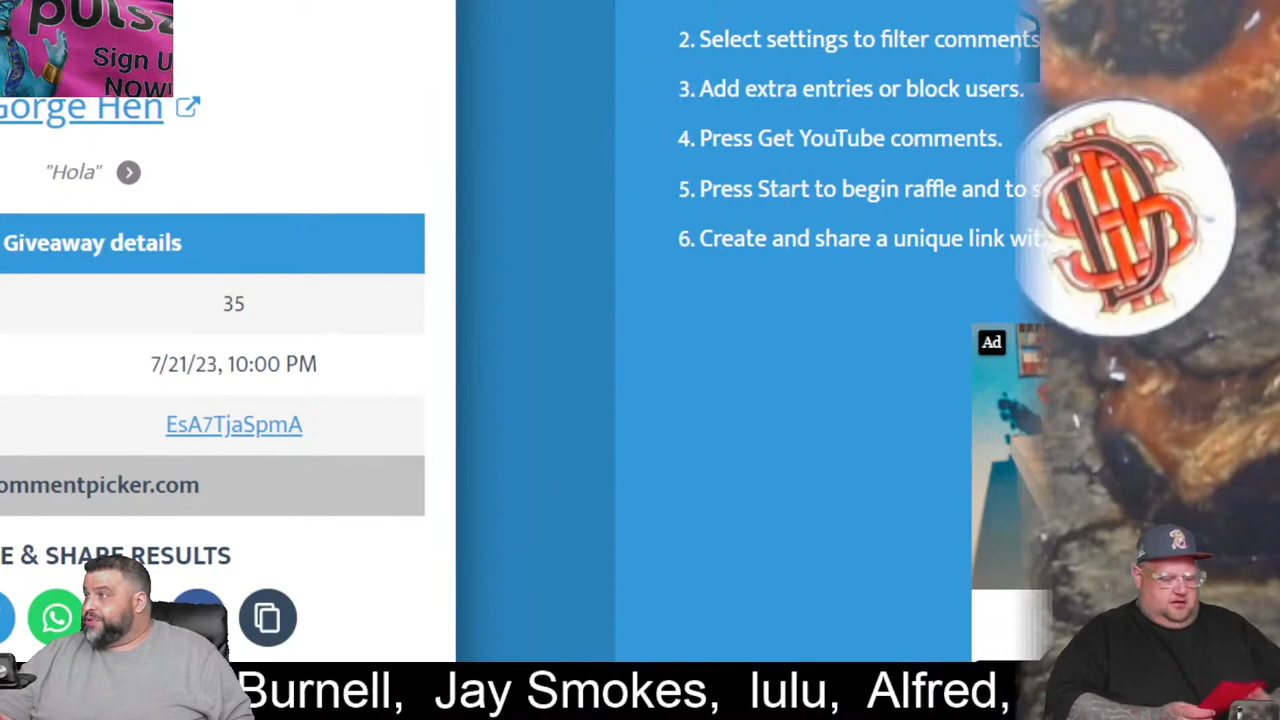 Sign U
NOW!
Gorge Hen
"Hola"
Giveaway details
35
7/21/23, 10:00 PM
EsA7TjaSpmA
ommentpicker.com
E & SHARE RESULTS
2. Select settings to filter comments
3. Add extra entries or block users.
4. Press Get YouTube comments.
5. Press Start to begin raffle and to s
6. Create and share a unique link wit
Ad
Burnell, Jay Smokes, lulu, Alfred,